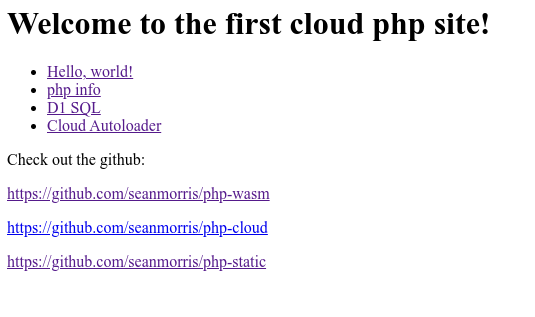 Welcome to the first cloud php site!
Hello, world!
php info
D1 SQL
Cloud Autoloader
Check out the github:
https://github.com/seanmorris/php-wasm
https://github.com/seanmorris/php-cloud
https://github.com/seanmorris/php-static